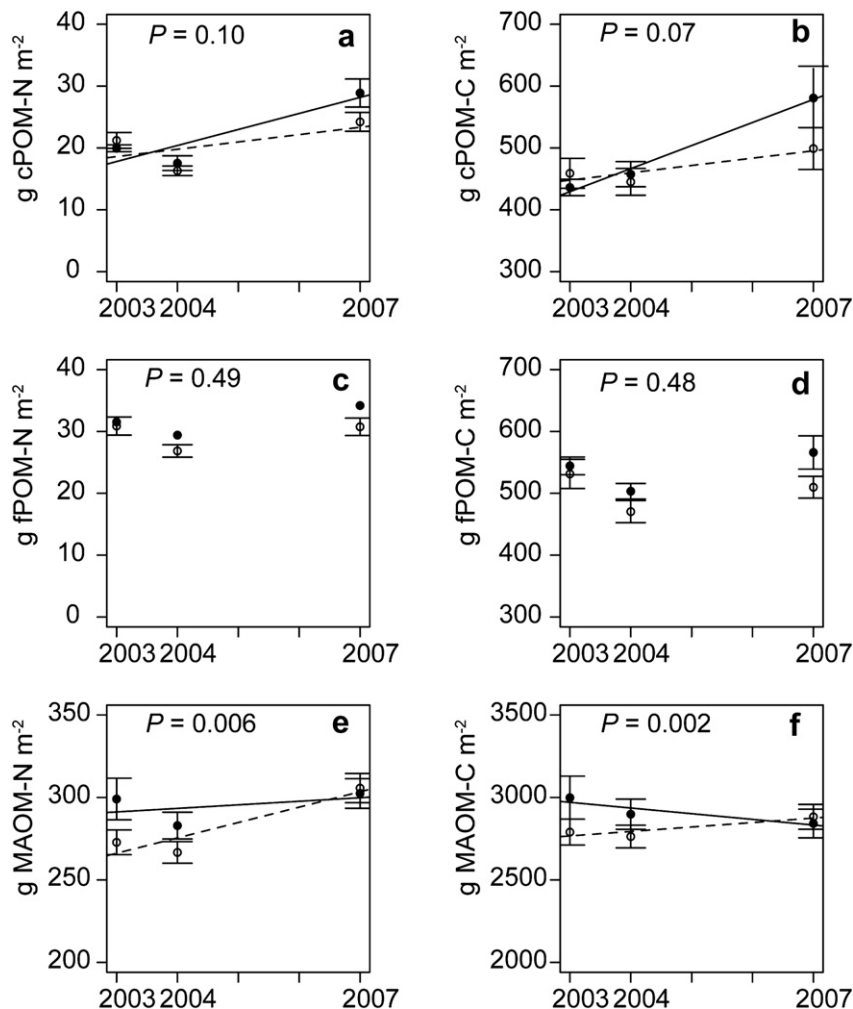 40
30
20
10
0
g cPOM-N m⁻²
P = 0.10
a
2003 2004 2007
700
600
500
400
300
g cPOM-C m⁻²
P = 0.07
b
2003 2004 2007
40
30
20
10
0
g fPOM-N m⁻²
P = 0.49
c
2003 2004 2007
700
600
500
400
300
g fPOM-C m⁻²
P = 0.48
d
2003 2004 2007
350
300
250
200
g MAOM-N m⁻²
P = 0.006
e
2003 2004 2007
3500
3000
2500
2000
g MAOM-C m⁻²
P = 0.002
f
2003 2004 2007